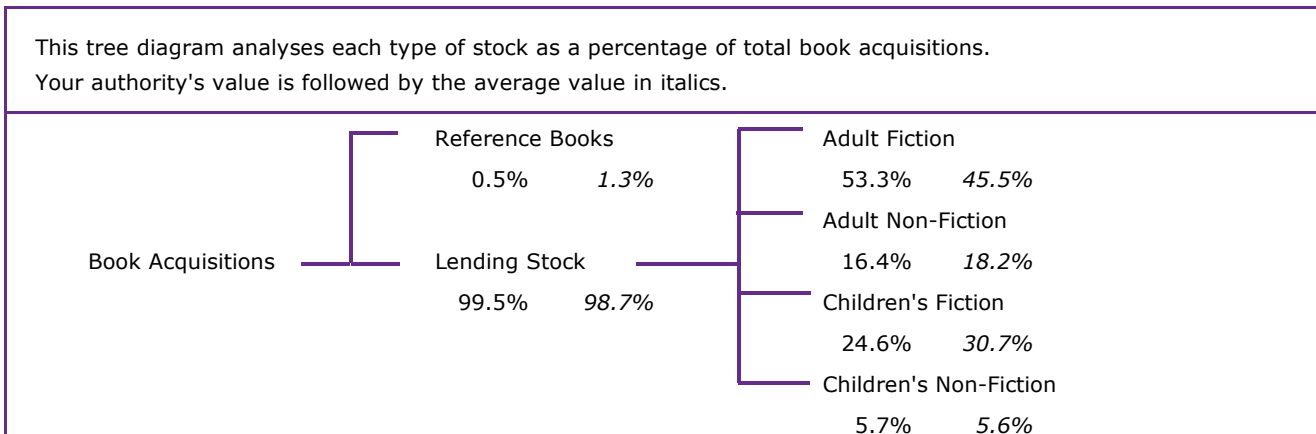 This tree diagram analyses each type of stock as a percentage of total book acquisitions.
Your authority's value is followed by the average value in italics.
Reference Books
0.5% 1.3%
Book Acquisitions
Lending Stock
99.5% 98.7%
Adult Fiction
53.3% 45.5%
Adult Non-Fiction
16.4% 18.2%
Children's Fiction
24.6% 30.7%
Children's Non-Fiction
5.7% 5.6%